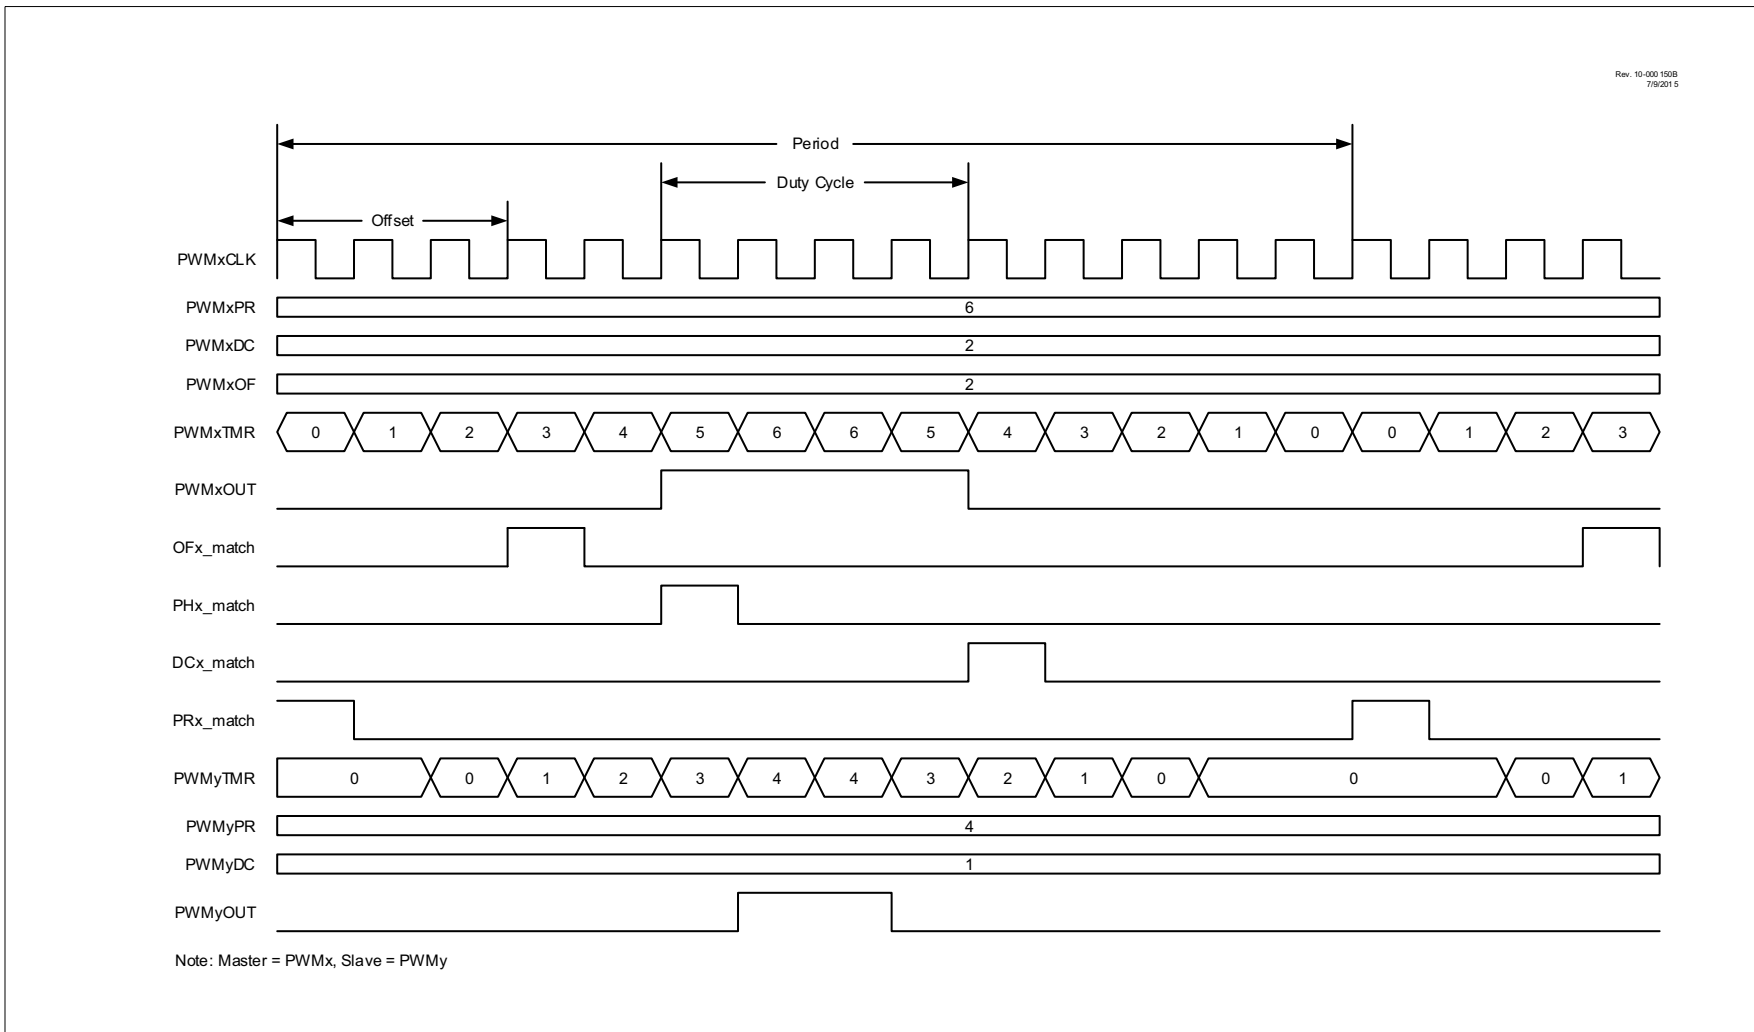 Rev. 10-000 150B
7/9/201 5
Period
Duty Cycle
Offset
PWMxCLK
PWMxPR 6
PWMxDC 2
PWMxOF 2
PWMxTMR 0 1 2 3 4 5 6 6 5 4 3 2 1 0 0 1 2 3
PWMxOUT
OFx_match
PHx_match
DCx_match
PRx_match
PWMyTMR 0 0 1 2 3 4 4 3 2 1 0 0 0 1
PWMyPR 4
PWMyDC 1
PWMyOUT
Note: Master = PWMx, Slave = PWMy